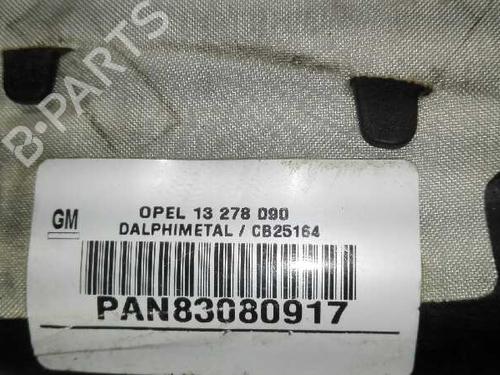 B-PARTS
GM
OPEL 13 278 090
DALPHIMETAL / CB25164
PAN83080917